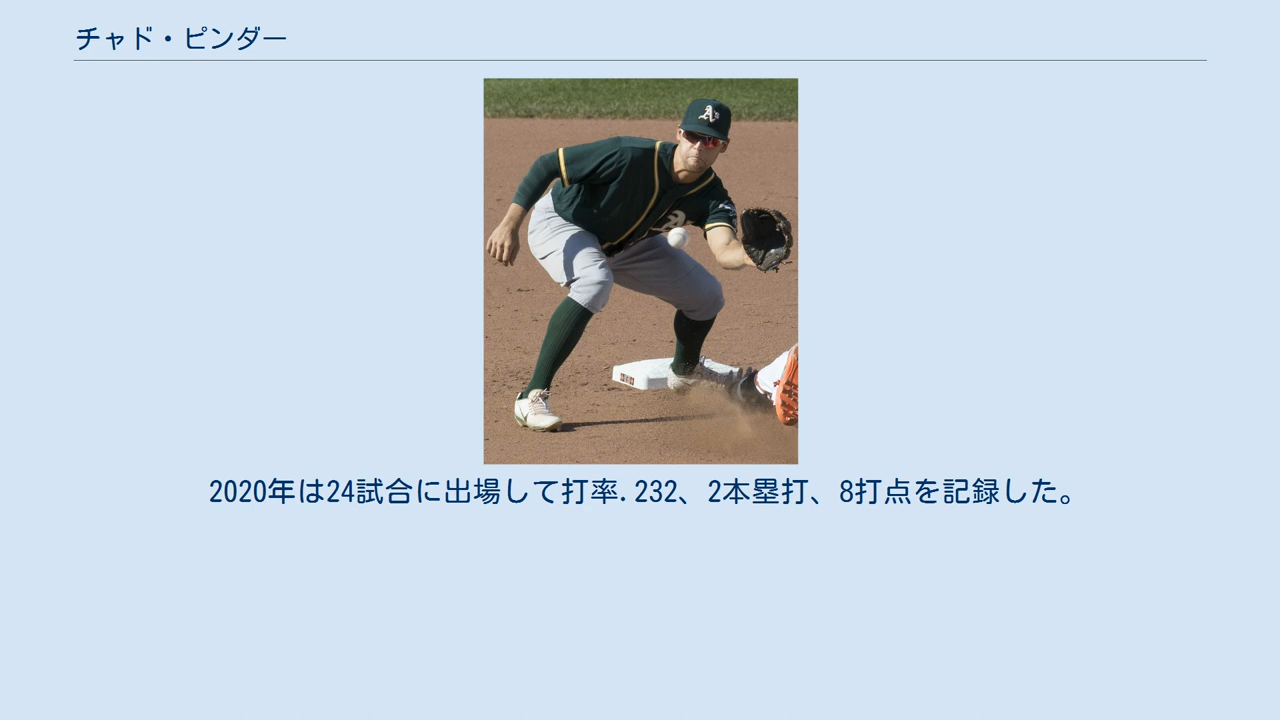 チャド・ピンダー
A's
2020年は24試合に出場して打率.232、2本塁打、8打点を記録した。